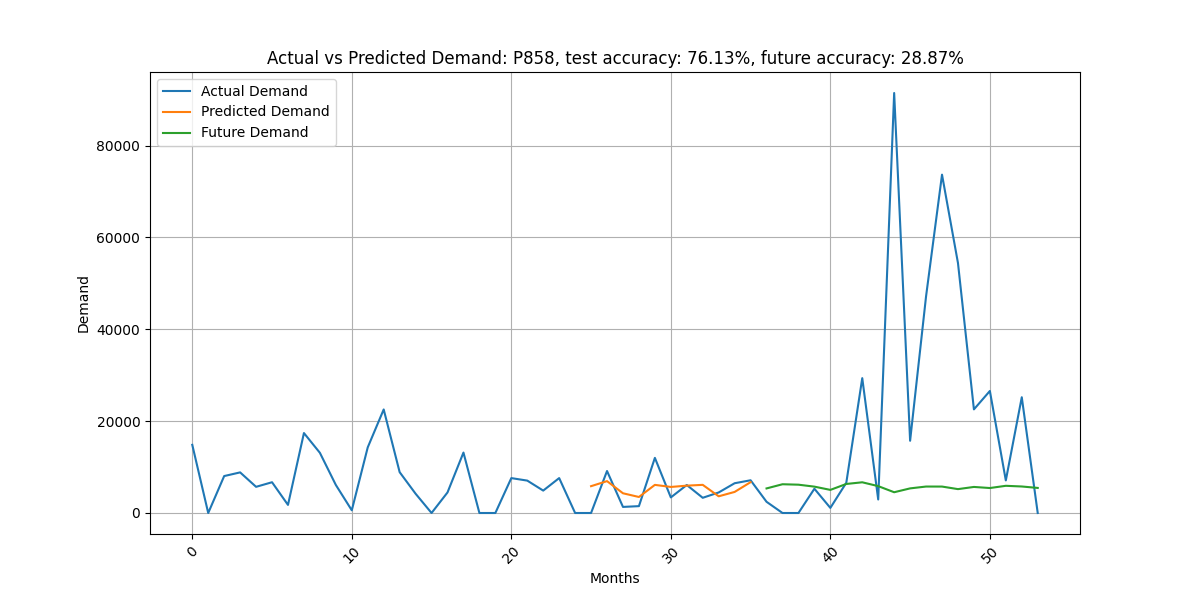 Actual vs Predicted Demand: P858, test accuracy: 76.13%, future accuracy: 28.87%
Actual Demand
Predicted Demand
Future Demand
80000
60000
40000
20000
0
Demand
0
10
20
30
40
50
Months